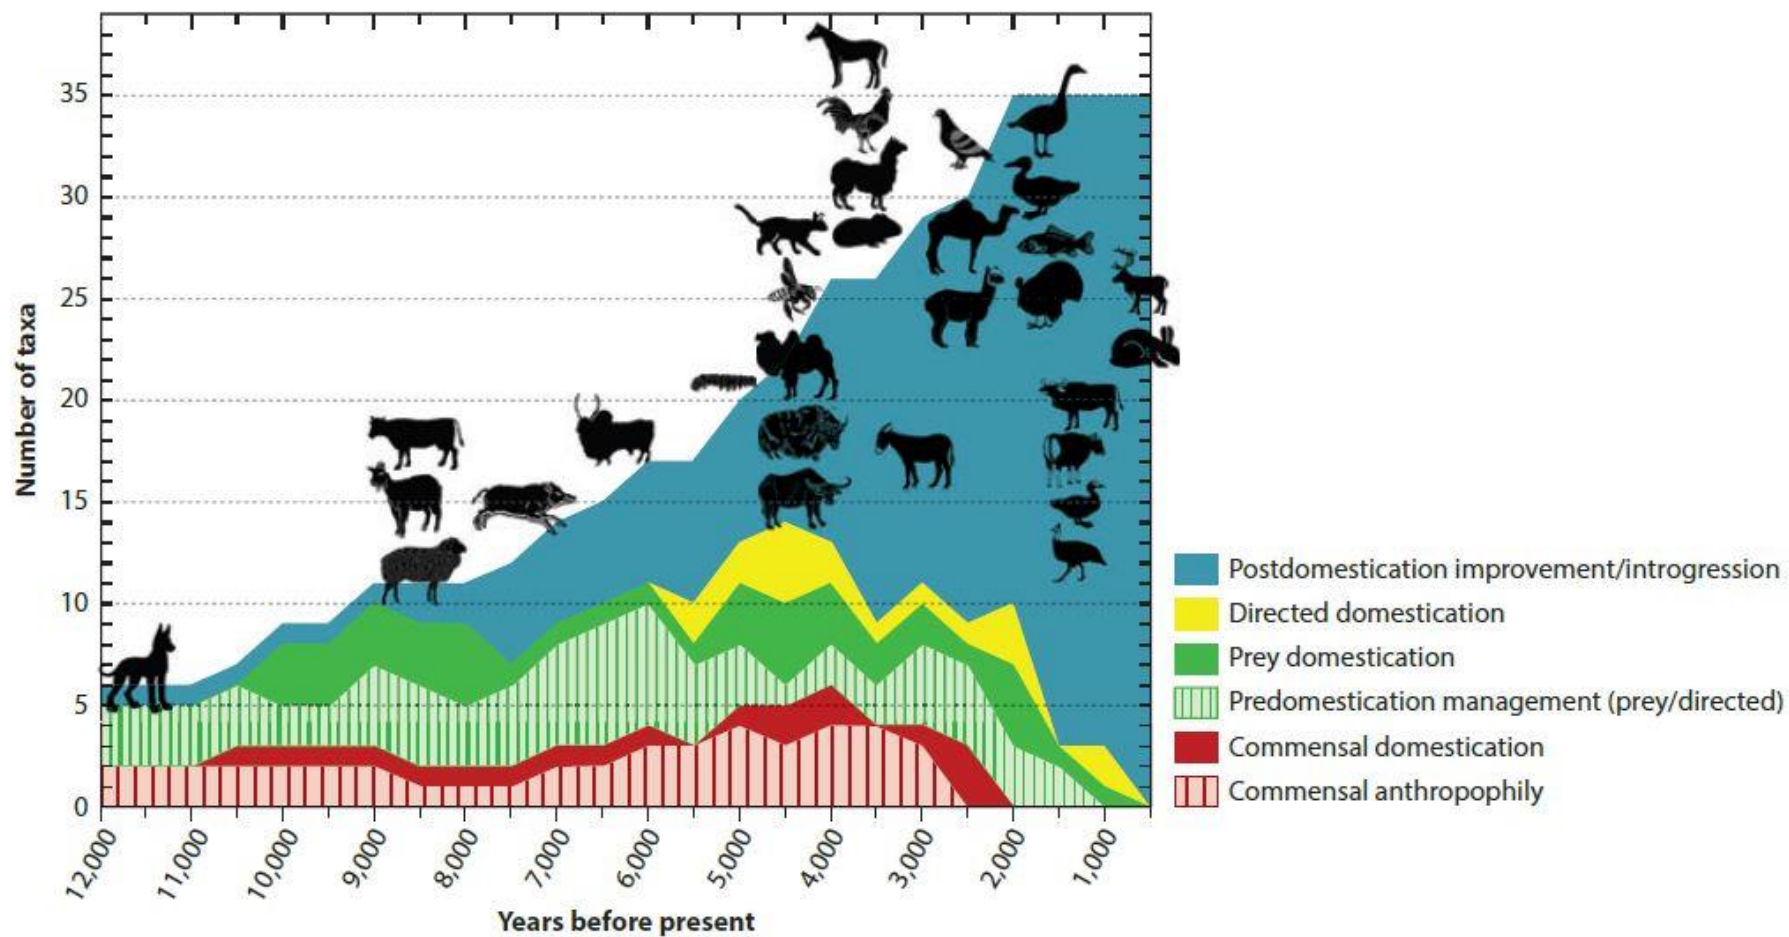 35
30
25
20
15
10
5
0
Number of taxa
12,000
11,000
10,000
9,000
8,000
7,000
6,000
5,000
4,000
3,000
2,000
1,000
Years before present
Postdomestication improvement/introgression
Directed domestication
Prey domestication
Predomestication management (prey/directed)
Commensal domestication
Commensal anthropophily